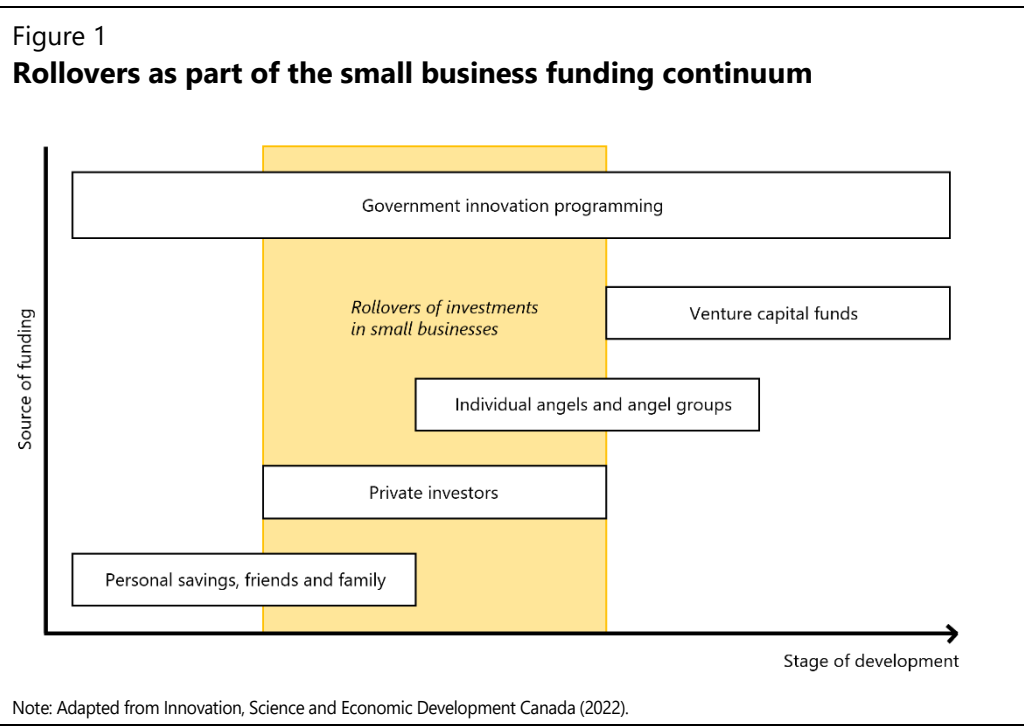 Figure 1
Rollovers as part of the small business funding continuum
Government innovation programming
Rollovers of investments
in small businesses
Venture capital funds
Source of funding
Individual angels and angel groups
Private investors
Personal savings, friends and family
Stage of development
Note: Adapted from Innovation, Science and Economic Development Canada (2022).